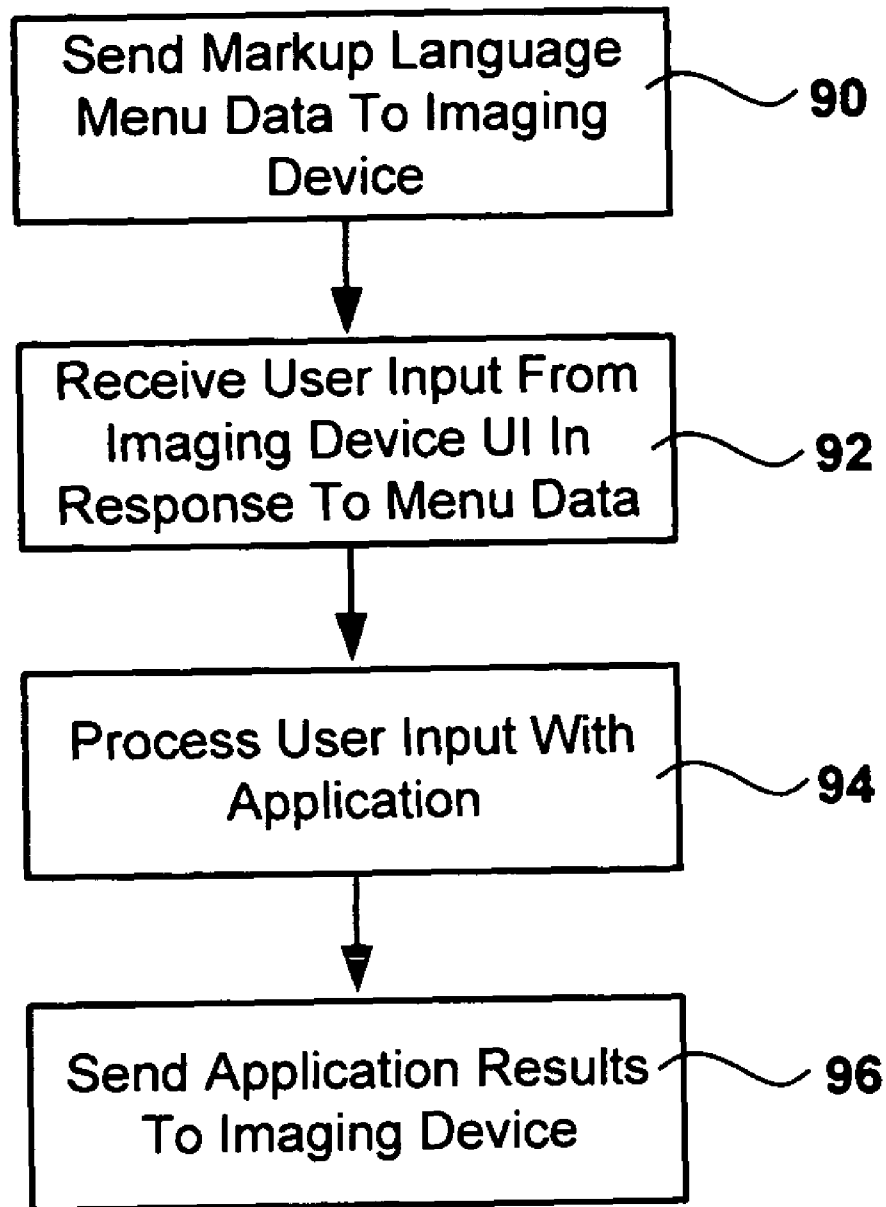 Send Markup Language
Menu Data To Imaging
Device
90
Receive User Input From
Imaging Device UI In
Response To Menu Data
92
Process User Input With
Application
94
Send Application Results
To Imaging Device
96